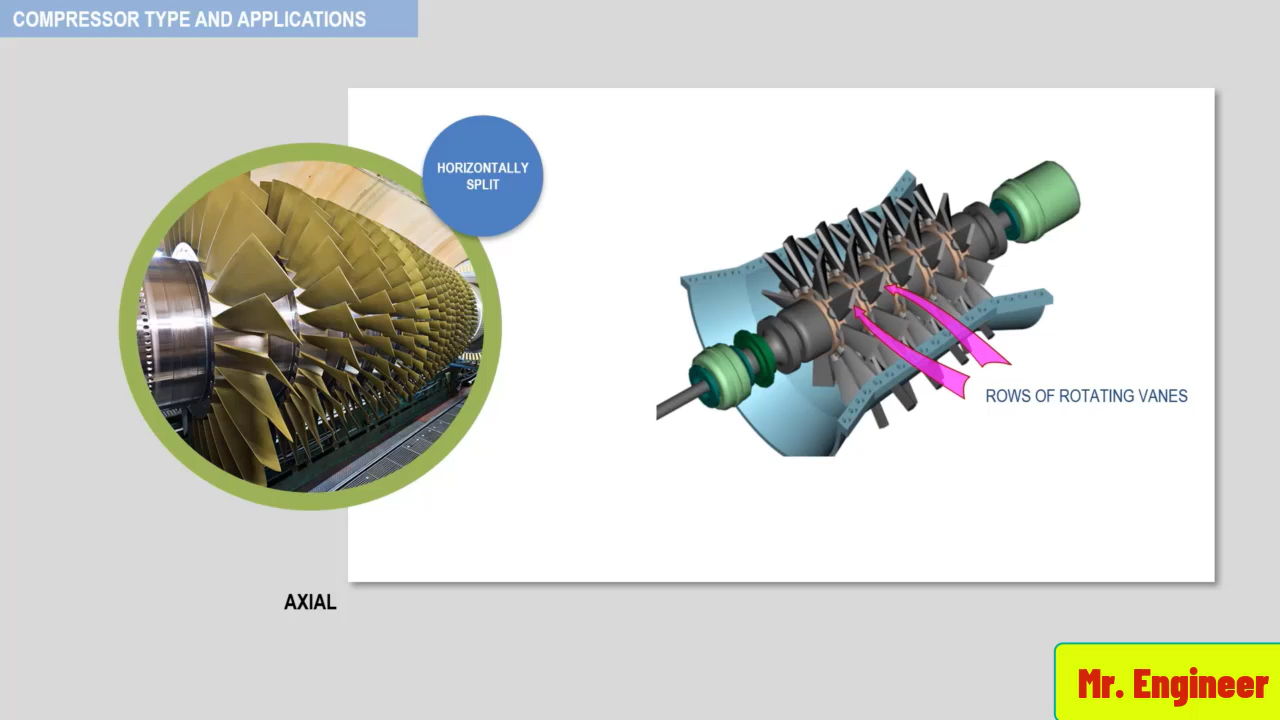 COMPRESSOR TYPE AND APPLICATIONS
HORIZONTALLY
SPLIT
ROWS OF ROTATING VANES
AXIAL
Mr. Engineer